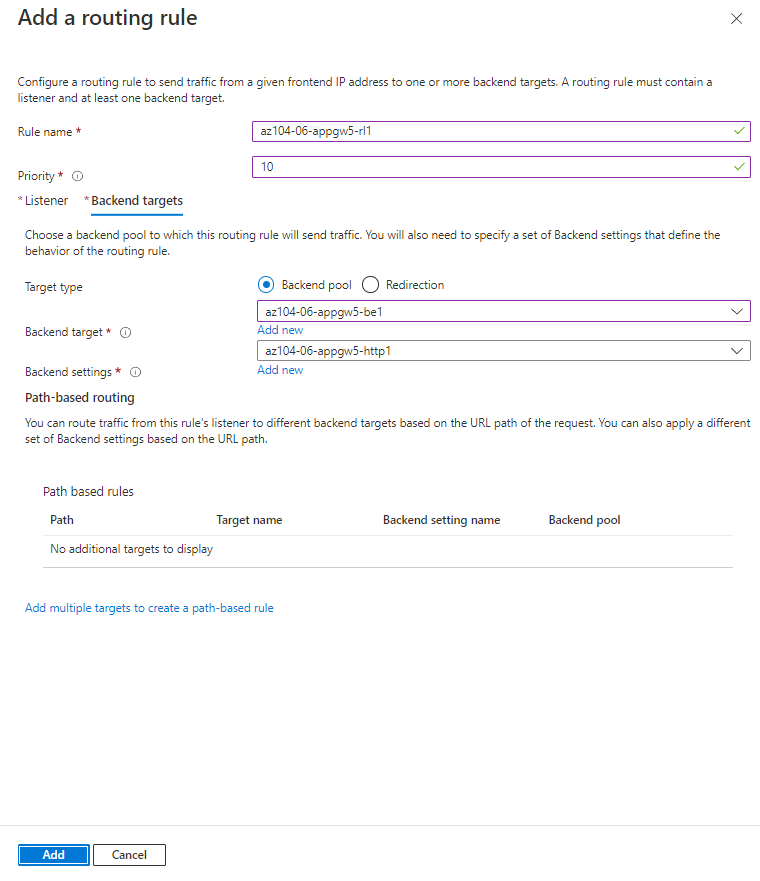 Add a routing rule
Configure a routing rule to send traffic from a given frontend IP address to one or more backend targets. A routing rule must contain a
listener and at least one backend target.
Rule name *
az104-06-appgw5-rl1
Priority *
10
* Listener
* Backend targets
Choose a backend pool to which this routing rule will send traffic. You will also need to specify a set of Backend settings that define the
behavior of the routing rule.
Target type
Backend pool
Redirection
az104-06-appgw5-be1
Backend target *
Add new
az104-06-appgw5-http1
Backend settings *
Add new
Path-based routing
You can route traffic from this rule's listener to different backend targets based on the URL path of the request. You can also apply a different
set of Backend settings based on the URL path.
Path based rules
Path Target name Backend setting name Backend pool
No additional targets to display
Add multiple targets to create a path-based rule
Add
Cancel